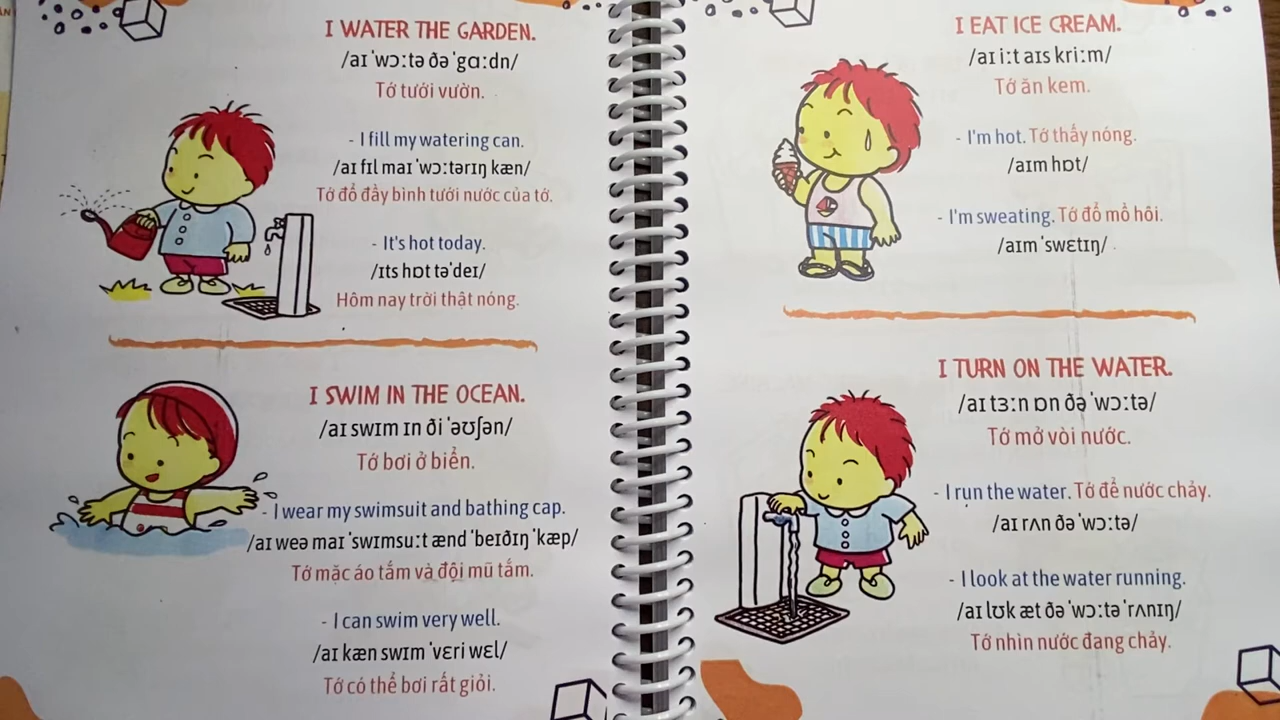 I WATER THE GARDEN.
/aɪ ˈwɔːtə ðə ˈgɑːdn/
Tớ tưới vườn.
- I fill my watering can.
/aɪ fɪl maɪ ˈwɔːtərɪŋ kæn/
Tớ đổ đầy bình tưới nước của tớ.
- It's hot today.
/ɪts hɒt təˈdeɪ/
Hôm nay trời thật nóng.
I SWIM IN THE OCEAN.
/aɪ swɪm ɪn ði ˈəʊʃən/
Tớ bơi ở biển.
- I wear my swimsuit and bathing cap.
/aɪ weə maɪ ˈswɪmsuːt ænd ˈbeɪðɪŋ ˈkæp/
Tớ mặc áo tắm và đội mũ tắm.
- I can swim very well.
/aɪ kæn swɪm ˈvɛri wɛl/
Tớ có thể bơi rất giỏi.
I EAT ICE CREAM.
/aɪ iːt aɪs kriːm/
Tớ ăn kem.
- I'm hot. Tớ thấy nóng.
/aɪm hɒt/
- I'm sweating. Tớ đổ mồ hôi.
/aɪm ˈswɛtɪŋ/
I TURN ON THE WATER.
/aɪ tɜːn ɒn ðə ˈwɔːtə/
Tớ mở vòi nước.
- I run the water. Tớ để nước chảy.
/aɪ rʌn ðə ˈwɔːtə/
- I look at the water running.
/aɪ lʊk æt ðə ˈwɔːtə ˈrʌnɪŋ/
Tớ nhìn nước đang chảy.